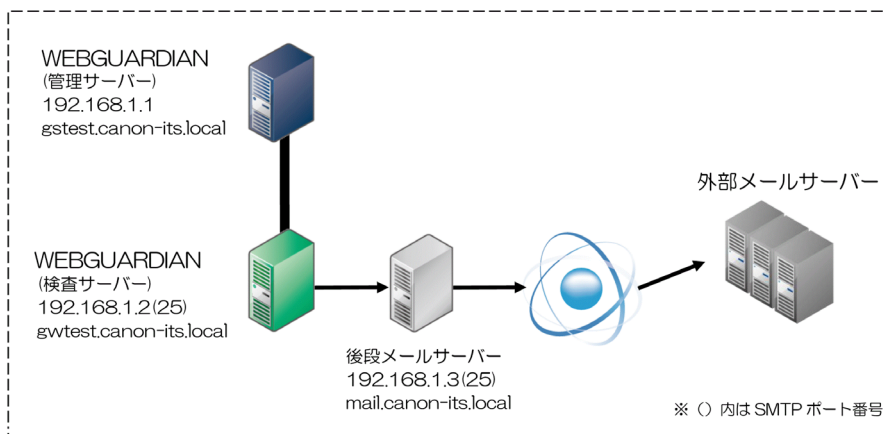 WEBGUARDIAN
(管理サーバー)
192.168.1.1
gstest.canon-its.local
WEBGUARDIAN
(検査サーバー)
192.168.1.2(25)
gwtest.canon-its.local
後段メールサーバー
192.168.1.3(25)
mail.canon-its.local
外部メールサーバー
※ () 内は SMTP ポート番号